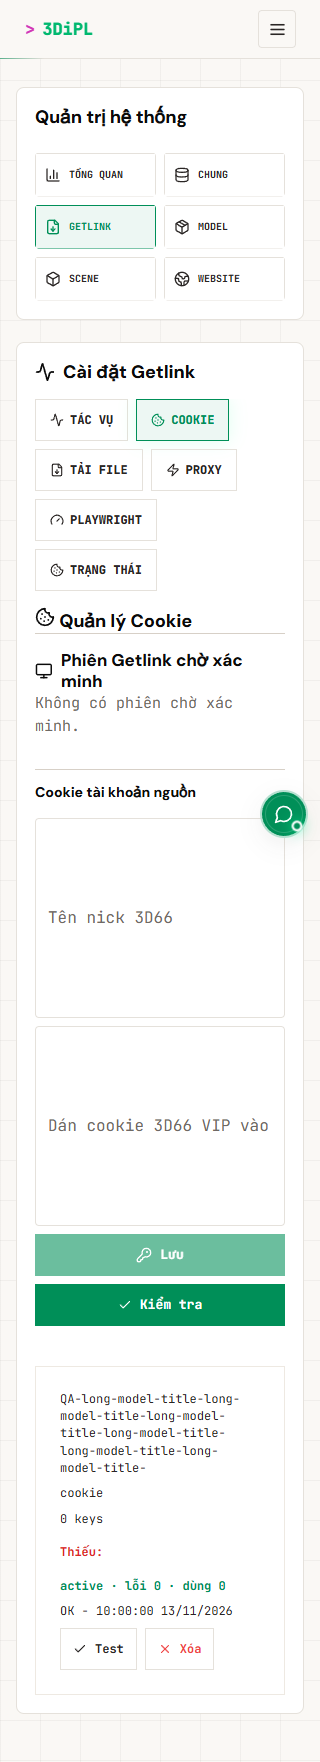 > 3DiPL
Quản trị hệ thống
TỔNG QUAN
CHUNG
GETLINK
MODEL
SCENE
WEBSITE
Cài đặt Getlink
TÁC VỤ
COOKIE
TẢI FILE
PROXY
PLAYWRIGHT
TRẠNG THÁI
Quản lý Cookie
Phiên Getlink chờ xác
minh
Không có phiên chờ xác
minh.
Cookie tài khoản nguồn
Tên nick 3D66
Dán cookie 3D66 VIP vào
Lưu
Kiểm tra
QA-long-model-title-long-
model-title-long-model-
title-long-model-title-
long-model-title-long-
model-title-
cookie
0 keys
Thiếu:
active · lỗi 0 · dùng 0
OK - 10:00:00 13/11/2026
Test
Xóa